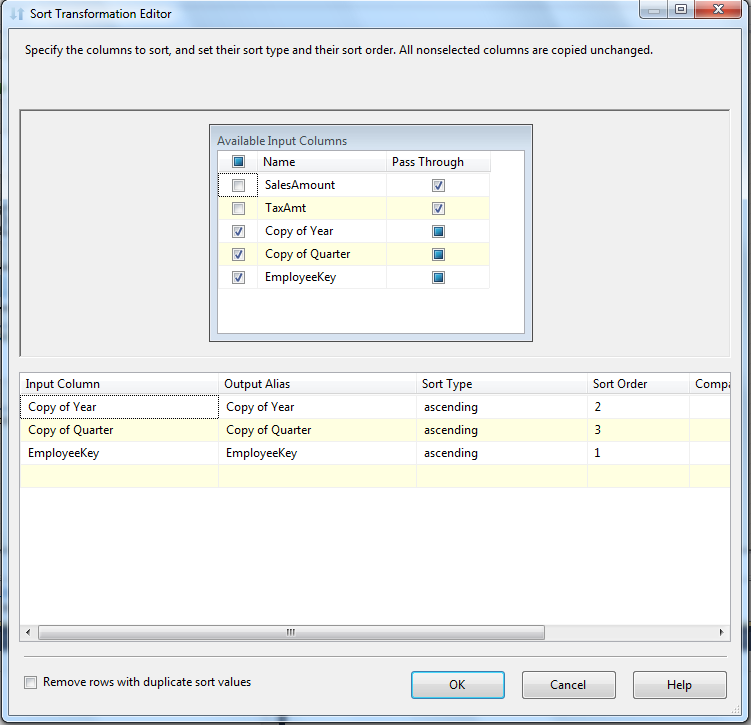 Sort Transformation Editor
Specify the columns to sort, and set their sort type and their sort order. All nonselected columns are copied unchanged.
Available Input Columns
Name Pass Through
SalesAmount
TaxAmt
Copy of Year
Copy of Quarter
EmployeeKey
Input Column Output Alias Sort Type Sort Order Compa
Copy of Year Copy of Year ascending 2
Copy of Quarter Copy of Quarter ascending 3
EmployeeKey EmployeeKey ascending 1
Remove rows with duplicate sort values
OK Cancel Help